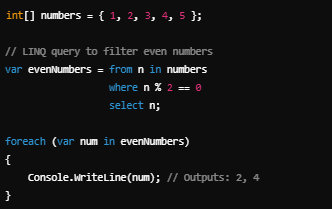 int[] numbers = { 1, 2, 3, 4, 5 };
// LINQ query to filter even numbers
var evenNumbers = from n in numbers
                  where n % 2 == 0
                  select n;
foreach (var num in evenNumbers)
{
    Console.WriteLine(num); // Outputs: 2, 4
}